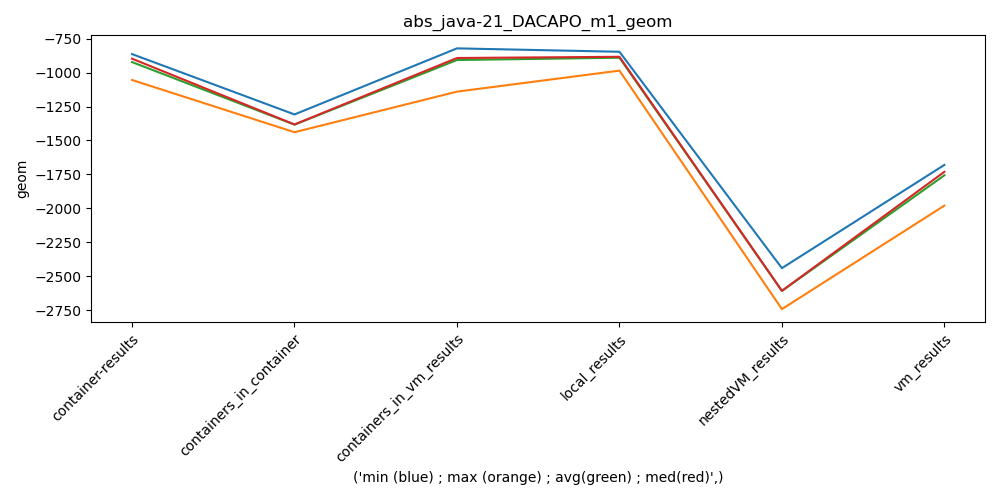 abs_java-21_DACAPO_m1_geom
geom
−750
−1000
−1250
−1500
−1750
−2000
−2250
−2500
−2750
container-results
containers_in_container
containers_in_vm_results
local_results
nestedVM_results
vm_results
('min (blue) ; max (orange) ; avg(green) ; med(red)',)